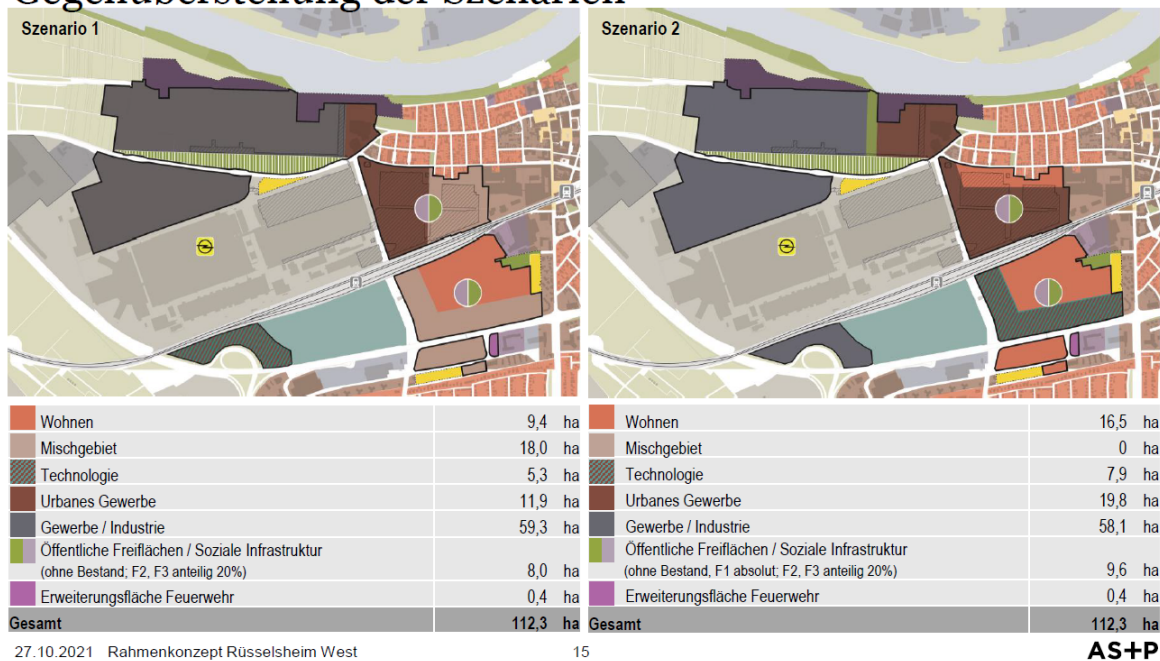 Gegenüberstellung der Szenarien
Szenario 1
Wohnen 9,4 ha
Mischgebiet 18,0 ha
Technologie 5,3 ha
Urbanes Gewerbe 11,9 ha
Gewerbe / Industrie 59,3 ha
Öffentliche Freiflächen / Soziale Infrastruktur
(ohne Bestand; F2, F3 anteilig 20%) 8,0 ha
Erweiterungsfläche Feuerwehr 0,4 ha
Gesamt 112,3 ha
Szenario 2
Wohnen 16,5 ha
Mischgebiet 0 ha
Technologie 7,9 ha
Urbanes Gewerbe 19,8 ha
Gewerbe / Industrie 58,1 ha
Öffentliche Freiflächen / Soziale Infrastruktur
(ohne Bestand, F1 absolut; F2, F3 anteilig 20%) 9,6 ha
Erweiterungsfläche Feuerwehr 0,4 ha
Gesamt 112,3 ha
27.10.2021 Rahmenkonzept Rüsselsheim West 15 AS+P